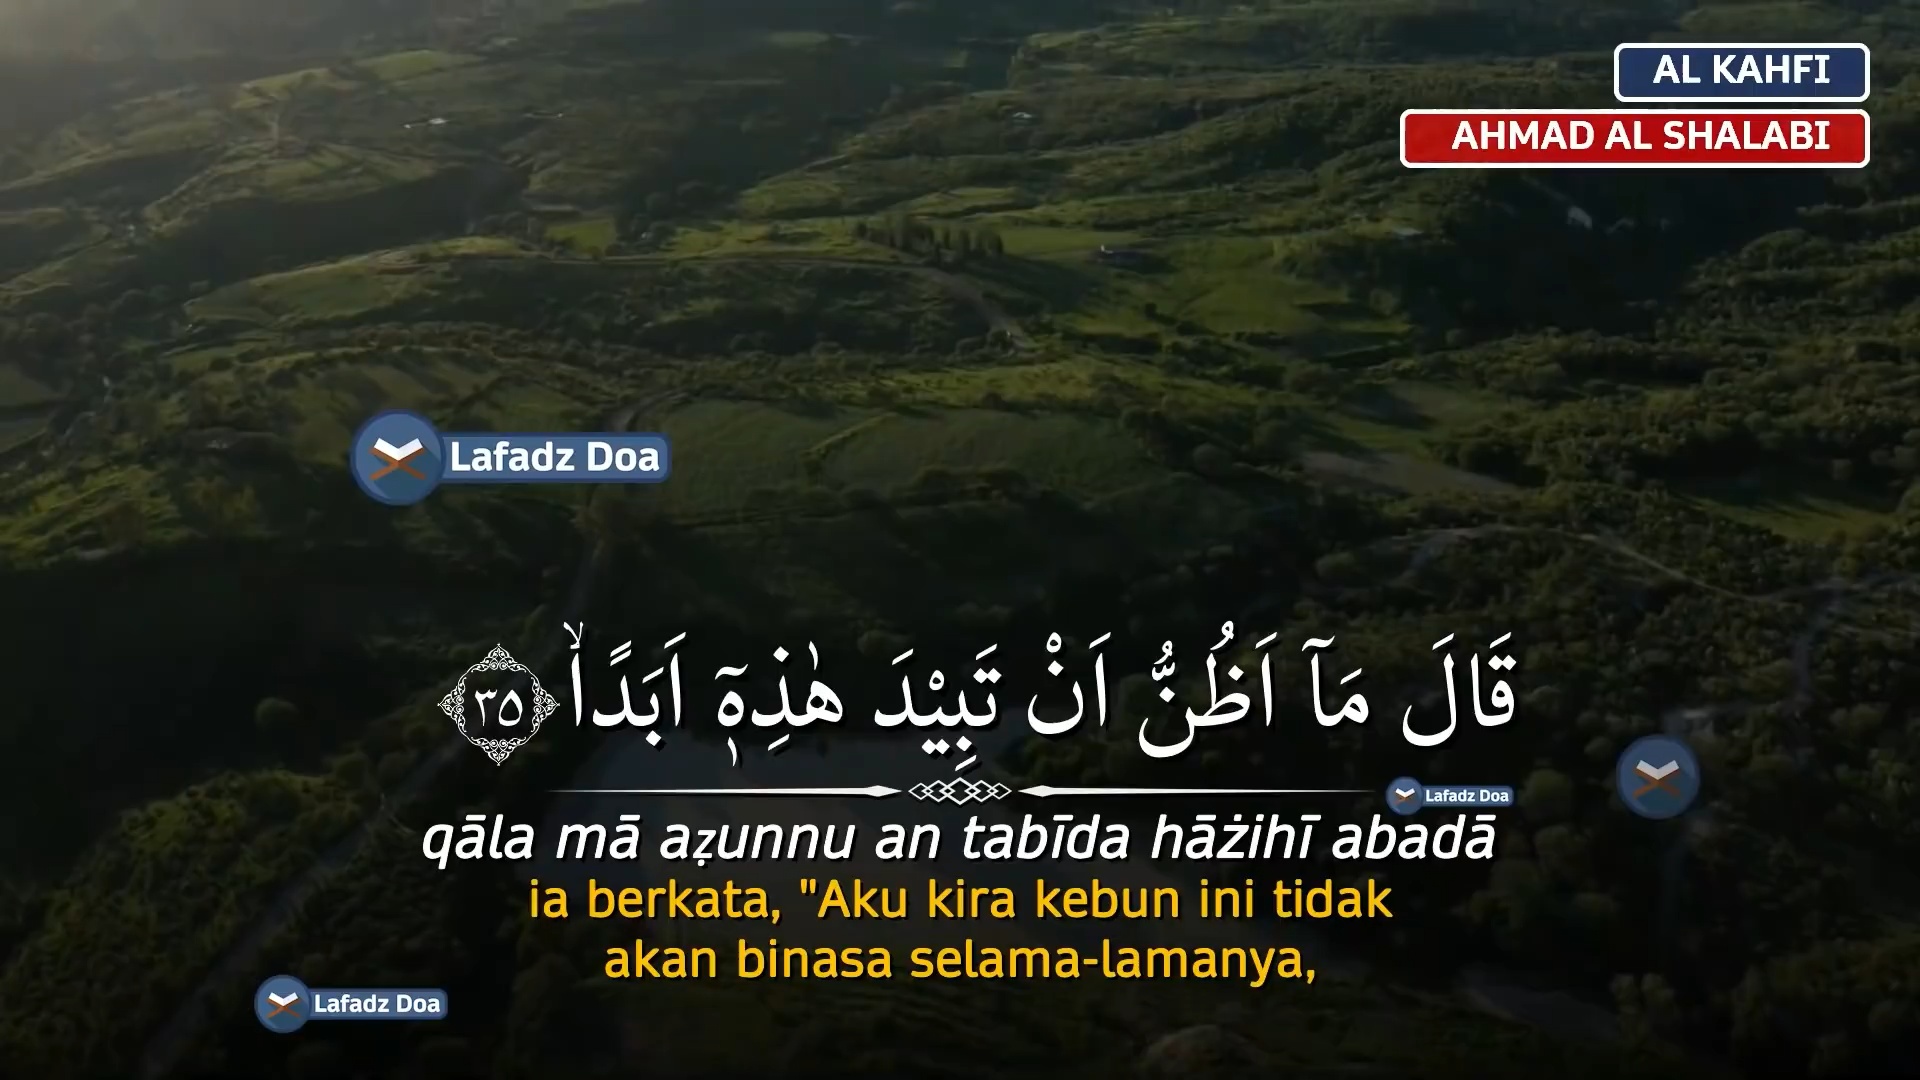 AL KAHFI
AHMAD AL SHALABI
Lafadz Doa
قَالَ مَآ اَظُنُّ اَنْ تَبِيْدَ هٰذِهٖٓ اَبَدًاۙ ٣٥
Lafadz Doa
qāla mā aẓunnu an tabīda hāżihī abadā
ia berkata, "Aku kira kebun ini tidak
akan binasa selama-lamanya,
Lafadz Doa